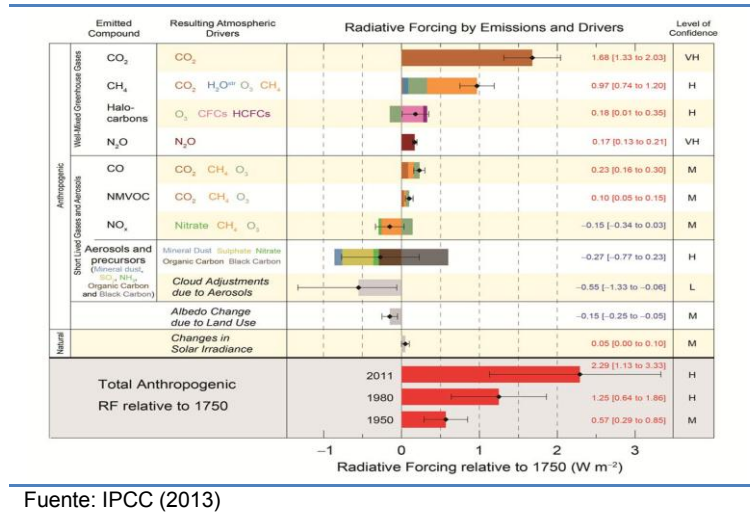 Emitted Compound
Resulting Atmospheric Drivers
Radiative Forcing by Emissions and Drivers
Level of Confidence
Anthropogenic
Well-Mixed Greenhouse Gases
CO₂ CO₂ 1.68 [1.33 to 2.03] VH
CH₄ CO₂ H₂Oˢᵗʳ O₃ CH₄ 0.97 [0.74 to 1.20] H
Halo-
carbons O₃ CFCs HCFCs 0.18 [0.01 to 0.35] H
N₂O N₂O 0.17 [0.13 to 0.21] VH
Short Lived Gases and Aerosols
CO CO₂ CH₄ O₃ 0.23 [0.16 to 0.30] M
NMVOC CO₂ CH₄ O₃ 0.10 [0.05 to 0.15] M
NOₓ Nitrate CH₄ O₃ −0.15 [−0.34 to 0.03] M
Aerosols and
precursors
(Mineral dust,
SO₂, NH₃,
Organic Carbon
and Black Carbon)
Mineral Dust Sulphate Nitrate
Organic Carbon Black Carbon
−0.27 [−0.77 to 0.23] H
Cloud Adjustments
due to Aerosols
−0.55 [−1.33 to −0.06] L
Albedo Change
due to Land Use
−0.15 [−0.25 to −0.05] M
Natural
Changes in
Solar Irradiance
0.05 [0.00 to 0.10] M
Total Anthropogenic
RF relative to 1750
2011 2.29 [1.13 to 3.33] H
1980 1.25 [0.64 to 1.86] H
1950 0.57 [0.29 to 0.85] M
−1 0 1 2 3
Radiative Forcing relative to 1750 (W m⁻²)
Fuente: IPCC (2013)